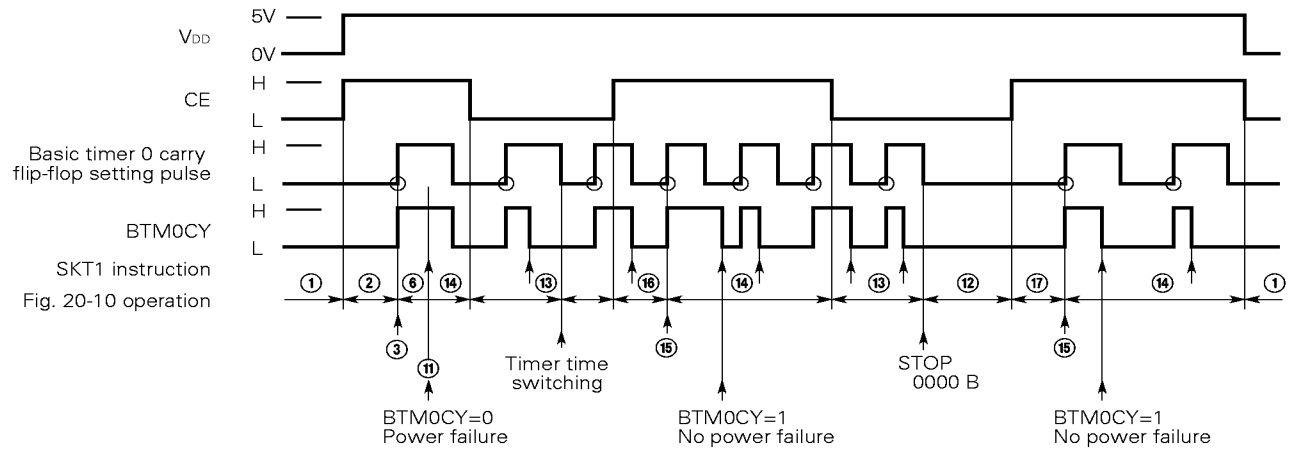 VDD
5V
0V
CE
H
L
Basic timer 0 carry
flip-flop setting pulse
H
L
BTM0CY
H
L
SKT1 instruction
Fig. 20-10 operation
① ② ⑥ ⑭ ⑬ ⑯ ⑭ ⑬ ⑫ ⑰ ⑭ ①
③ ⑪ ⑮ ⑮
Timer time
switching
STOP
0000 B
BTM0CY=0
Power failure
BTM0CY=1
No power failure
BTM0CY=1
No power failure